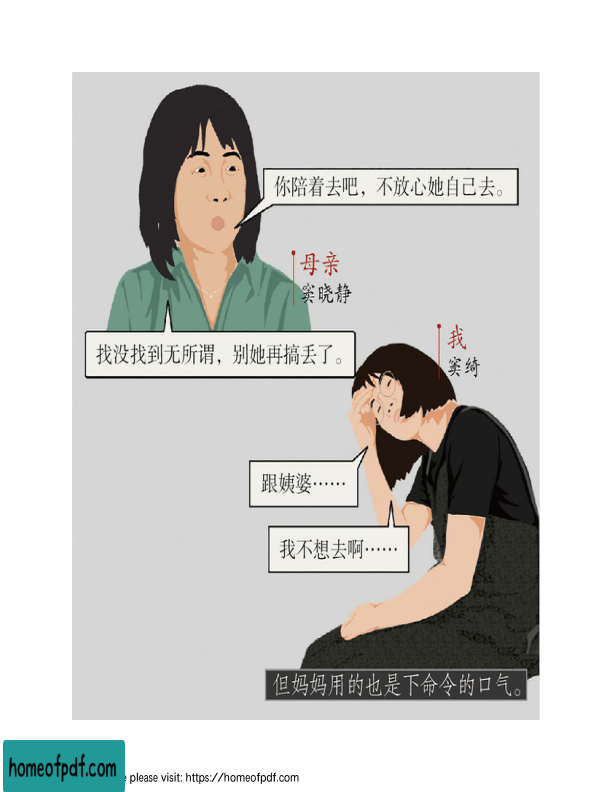 你陪着去吧，不放心她自己去。
母亲
窦晓静
找没找到无所谓，别她再搞丢了。
我
窦绮
跟姨婆……
我不想去啊……
但妈妈用的也是下命令的口气。
homeofpdf.com
please visit: https://homeofpdf.com